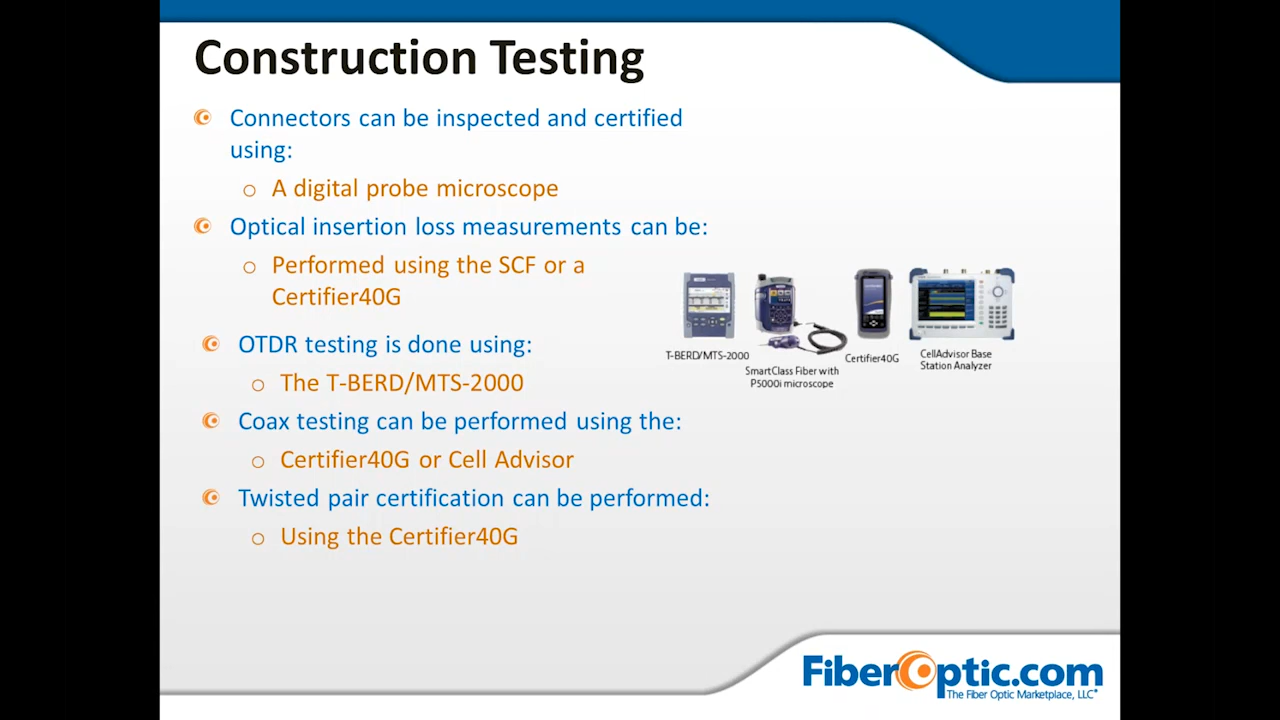 Construction Testing
Connectors can be inspected and certified
using:
o A digital probe microscope
Optical insertion loss measurements can be:
o Performed using the SCF or a
Certifier40G
OTDR testing is done using:
o The T-BERD/MTS-2000
Coax testing can be performed using the:
o Certifier40G or Cell Advisor
Twisted pair certification can be performed:
o Using the Certifier40G
T-BERD/MTS-2000
SmartClass Fiber with
P5000i microscope
Certifier40G
CellAdvisor Base
Station Analyzer
FiberOptic.com
The Fiber Optic Marketplace, LLC